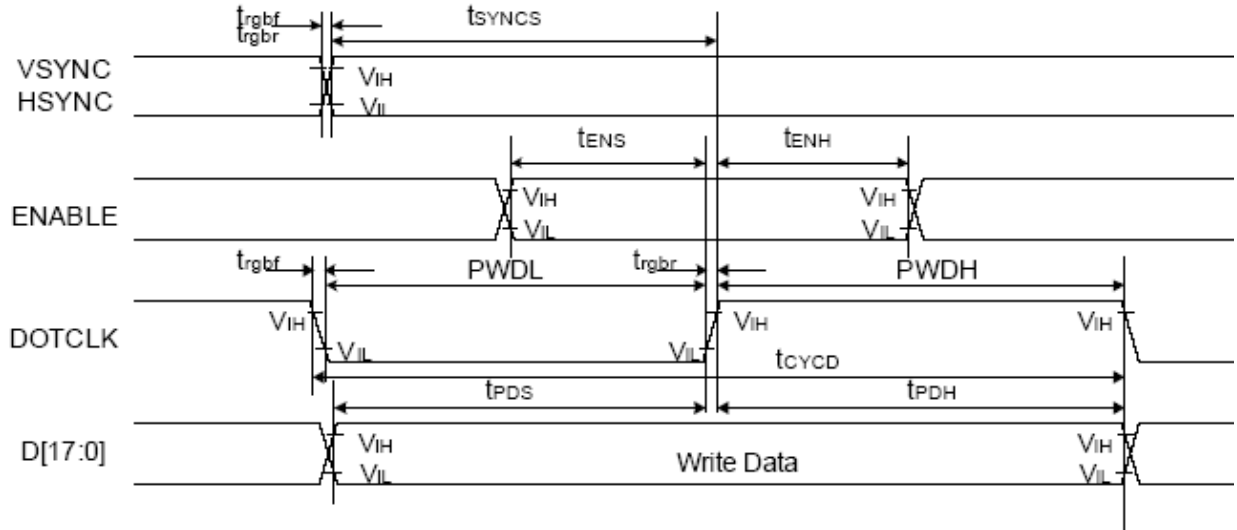 trgbf
trgbr
tSYNCS
VSYNC
HSYNC
VIH
VIL
tENS
tENH
ENABLE
VIH
VIL
VIH
VIL
trgbf
PWDL
trgbr
PWDH
DOTCLK
VIH
VIL
VIL
VIH
VIH
tCYCD
tPDS
tPDH
D[17:0]
VIH
VIL
Write Data
VIH
VIL